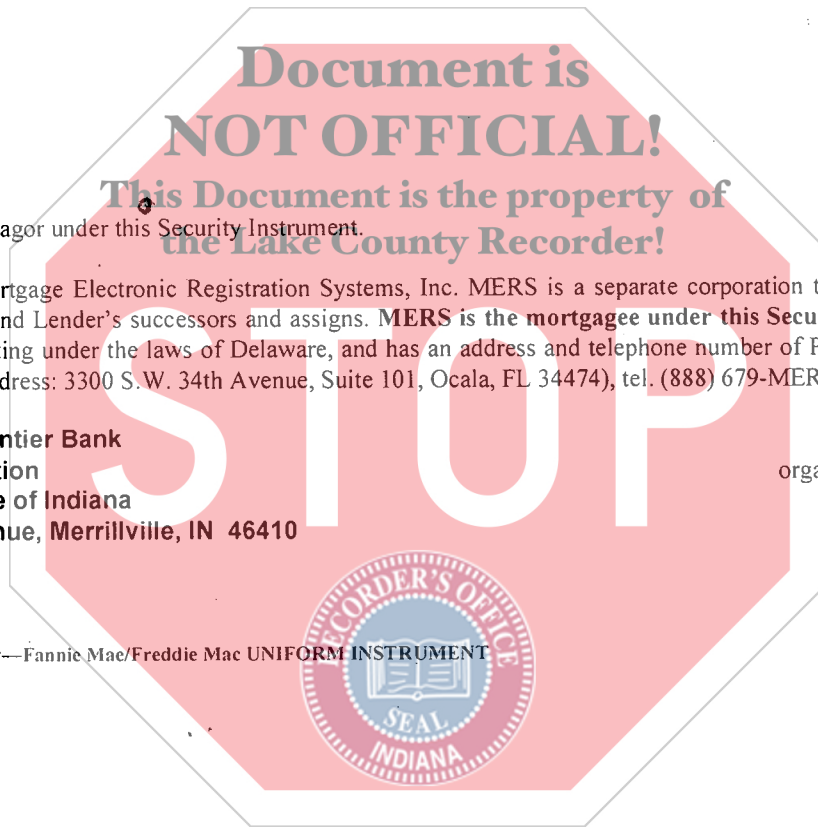 Document is
NOT OFFICIAL!
This Document is the property of
the Lake County Recorder!
agor under this Security Instrument.
rtgage Electronic Registration Systems, Inc. MERS is a separate corporation t
nd Lender's successors and assigns. MERS is the mortgagee under this Secu
ting under the laws of Delaware, and has an address and telephone number of P
dress: 3300 S.W. 34th Avenue, Suite 101, Ocala, FL 34474), tel. (888) 679-MER
ntier Bank
tion orga
e of Indiana
nue, Merrillville, IN 46410
STOP
—Fannie Mae/Freddie Mac UNIFORM INSTRUMENT
RECORDER'S OFFICE
SEAL
INDIANA